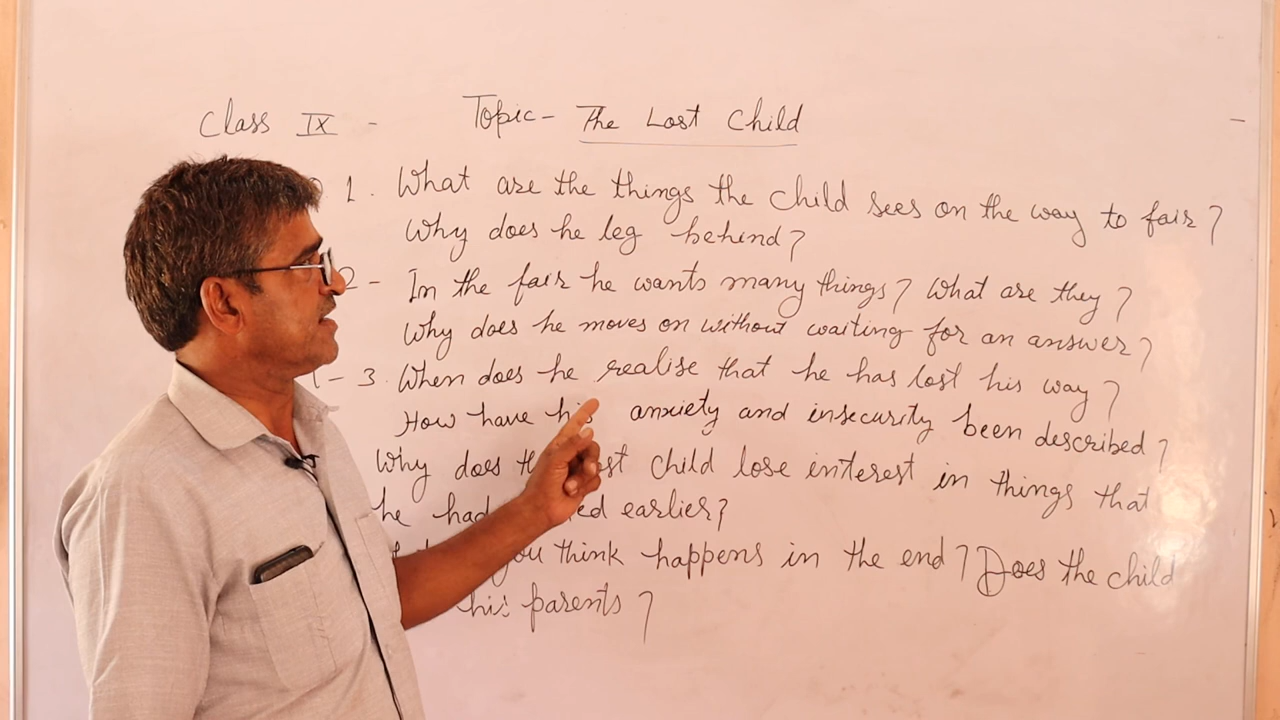 Class IX - Topic - The Lost Child
1. What are the things the child sees on the way to fair?
Why does he leg behind?
2- In the fair he wants many things? What are they?
Why does he moves on without waiting for an answer?
- 3. When does he realise that he has lost his way?
How have his anxiety and insecurity been described?
Why does child lose interest in things that
he had earlier?
you think happens in the end? Does the child
his parents?